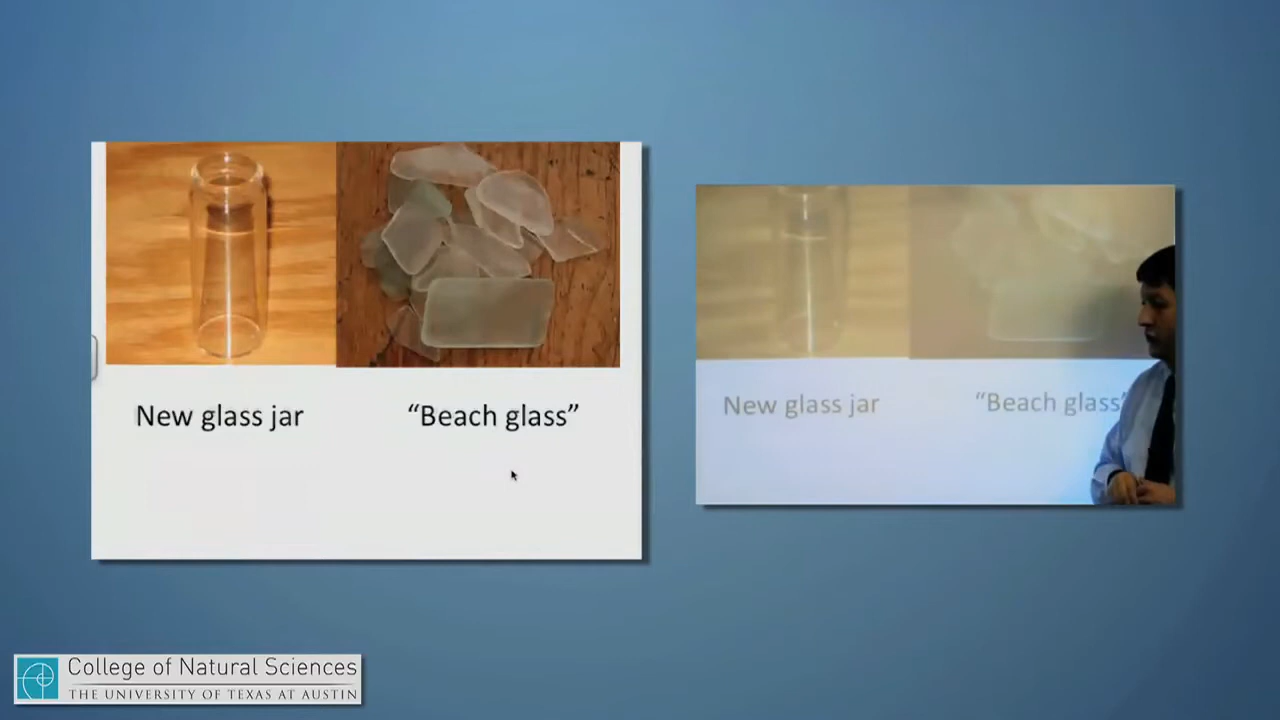 New glass jar
“Beach glass”
New glass jar
“Beach glass”
College of Natural Sciences
THE UNIVERSITY OF TEXAS AT AUSTIN